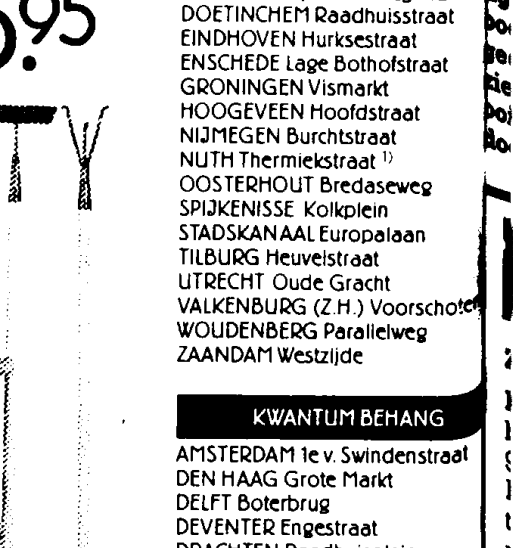 .95
DOETINCHEM Raadhuisstraat
EINDHOVEN Hurksestraat
ENSCHEDE Lage Bothofstraat
GRONINGEN Vismarkt
HOOGEVEEN Hoofdstraat
NIJMEGEN Burchtstraat
NUTH Thermiekstraat 1)
OOSTERHOUT Bredaseweg
SPIJKENISSE Kolkplein
STADSKANAAL Europalaan
TILBURG Heuvelstraat
UTRECHT Oude Gracht
VALKENBURG (Z.H.) Voorschoten
WOUDENBERG Parallelweg
ZAANDAM Westzijde
KWANTUM BEHANG
AMSTERDAM 1e v. Swindenstraat
DEN HAAG Grote Markt
DELFT Boterbrug
DEVENTER Engestraat